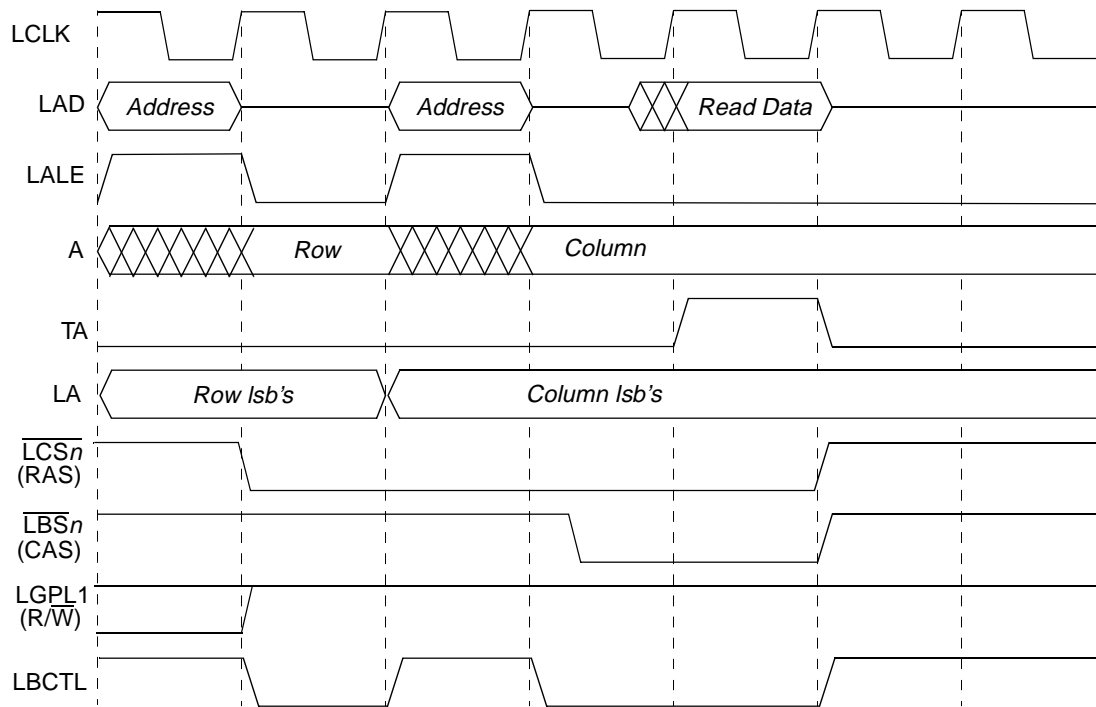 LCLK
LAD Address Address Read Data
LALE
A Row Column
TA
LA Row lsb's Column lsb's
LCSn
(RAS)
LBSn
(CAS)
LGPL1
(R/W)
LBCTL